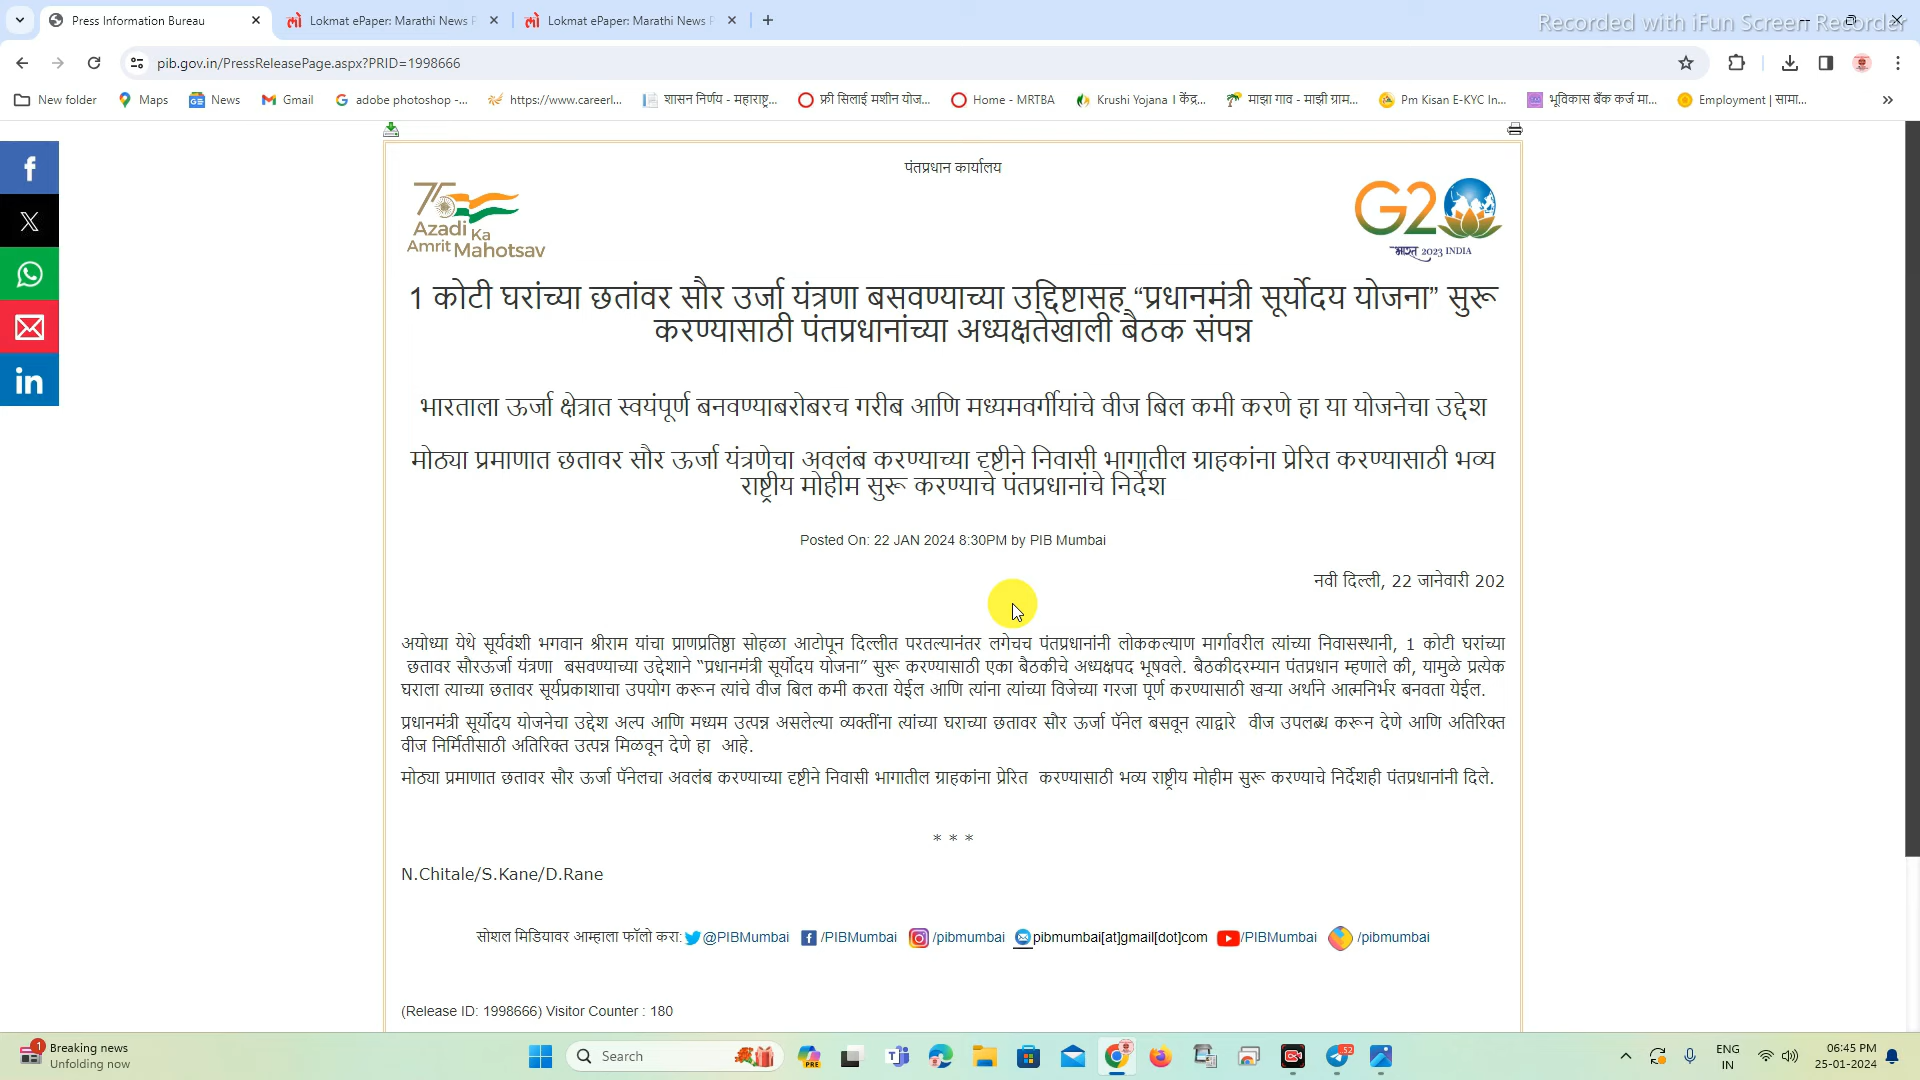 Press Information Bureau
Lokmat ePaper: Marathi News P
Lokmat ePaper: Marathi News P
Recorded with iFun Screen Recorder
pib.gov.in/PressReleasePage.aspx?PRID=1998666
New folder
Maps
News
Gmail
adobe photoshop -...
https://www.careerl...
शासन निर्णय - महाराष्ट्र...
फ्री सिलाई मशीन योज...
Home - MRTBA
Krushi Yojana । केंद्र...
माझा गाव - माझी ग्राम...
Pm Kisan E-KYC In...
भूविकास बँक कर्ज मा...
Employment | सामा...
पंतप्रधान कार्यालय
75
Azadi Ka
Amrit Mahotsav
G20
भारत 2023 INDIA
1 कोटी घरांच्या छतांवर सौर उर्जा यंत्रणा बसवण्याच्या उद्दिष्टासह “प्रधानमंत्री सूर्योदय योजना” सुरू
करण्यासाठी पंतप्रधानांच्या अध्यक्षतेखाली बैठक संपन्न
भारताला ऊर्जा क्षेत्रात स्वयंपूर्ण बनवण्याबरोबरच गरीब आणि मध्यमवर्गीयांचे वीज बिल कमी करणे हा या योजनेचा उद्देश
मोठ्या प्रमाणात छतावर सौर ऊर्जा यंत्रणेचा अवलंब करण्याच्या दृष्टीने निवासी भागातील ग्राहकांना प्रेरित करण्यासाठी भव्य
राष्ट्रीय मोहीम सुरू करण्याचे पंतप्रधानांचे निर्देश
Posted On: 22 JAN 2024 8:30PM by PIB Mumbai
नवी दिल्ली, 22 जानेवारी 202
अयोध्या येथे सूर्यवंशी भगवान श्रीराम यांचा प्राणप्रतिष्ठा सोहळा आटोपून दिल्लीत परतल्यानंतर लगेचच पंतप्रधानांनी लोककल्याण मार्गावरील त्यांच्या निवासस्थानी, 1 कोटी घरांच्या
छतावर सौरऊर्जा यंत्रणा बसवण्याच्या उद्देशाने “प्रधानमंत्री सूर्योदय योजना” सुरू करण्यासाठी एका बैठकीचे अध्यक्षपद भूषवले. बैठकीदरम्यान पंतप्रधान म्हणाले की, यामुळे प्रत्येक
घराला त्याच्या छतावर सूर्यप्रकाशाचा उपयोग करून त्यांचे वीज बिल कमी करता येईल आणि त्यांना त्यांच्या विजेच्या गरजा पूर्ण करण्यासाठी खऱ्या अर्थाने आत्मनिर्भर बनवता येईल.
प्रधानमंत्री सूर्योदय योजनेचा उद्देश अल्प आणि मध्यम उत्पन्न असलेल्या व्यक्तींना त्यांच्या घराच्या छतावर सौर ऊर्जा पॅनेल बसवून त्याद्वारे वीज उपलब्ध करून देणे आणि अतिरिक्त
वीज निर्मितीसाठी अतिरिक्त उत्पन्न मिळवून देणे हा आहे.
मोठ्या प्रमाणात छतावर सौर ऊर्जा पॅनेलचा अवलंब करण्याच्या दृष्टीने निवासी भागातील ग्राहकांना प्रेरित करण्यासाठी भव्य राष्ट्रीय मोहीम सुरू करण्याचे निर्देशही पंतप्रधानांनी दिले.
* * *
N.Chitale/S.Kane/D.Rane
सोशल मिडियावर आम्हाला फॉलो करा: @PIBMumbai /PIBMumbai /pibmumbai pibmumbai[at]gmail[dot]com /PIBMumbai /pibmumbai
(Release ID: 1998666) Visitor Counter : 180
1
Breaking news
Unfolding now
Search
PRE
52
ENG
IN
06:45 PM
25-01-2024